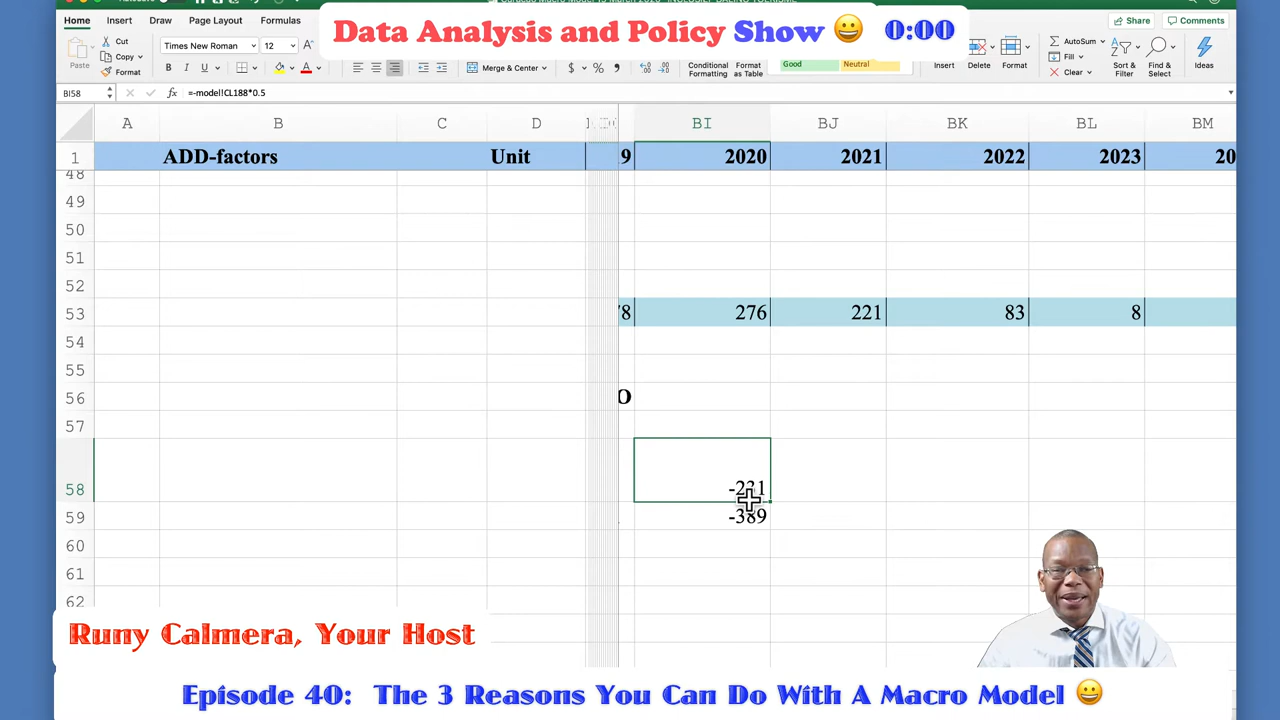 Home Insert Draw Page Layout Formulas
Share Comments
Data Analysis and Policy Show 😀 0:00
Paste Cut Copy Format
Times New Roman 12
B I U A
Merge & Center $ % 9
Conditional Formatting Format as Table Good Neutral
Insert Delete Format
AutoSum Fill Clear
Sort & Filter Find & Select Ideas
BI58 fx =-model!CL188*0.5
A B C D BI BJ BK BL BM
1 ADD-factors Unit 9 2020 2021 2022 2023 20
48
49
50
51
52
53 78 276 221 83 8
54
55
56 O
57
58 -231
59 -389
60
61
62
Runy Calmera, Your Host
Episode 40: The 3 Reasons You Can Do With A Macro Model 😀